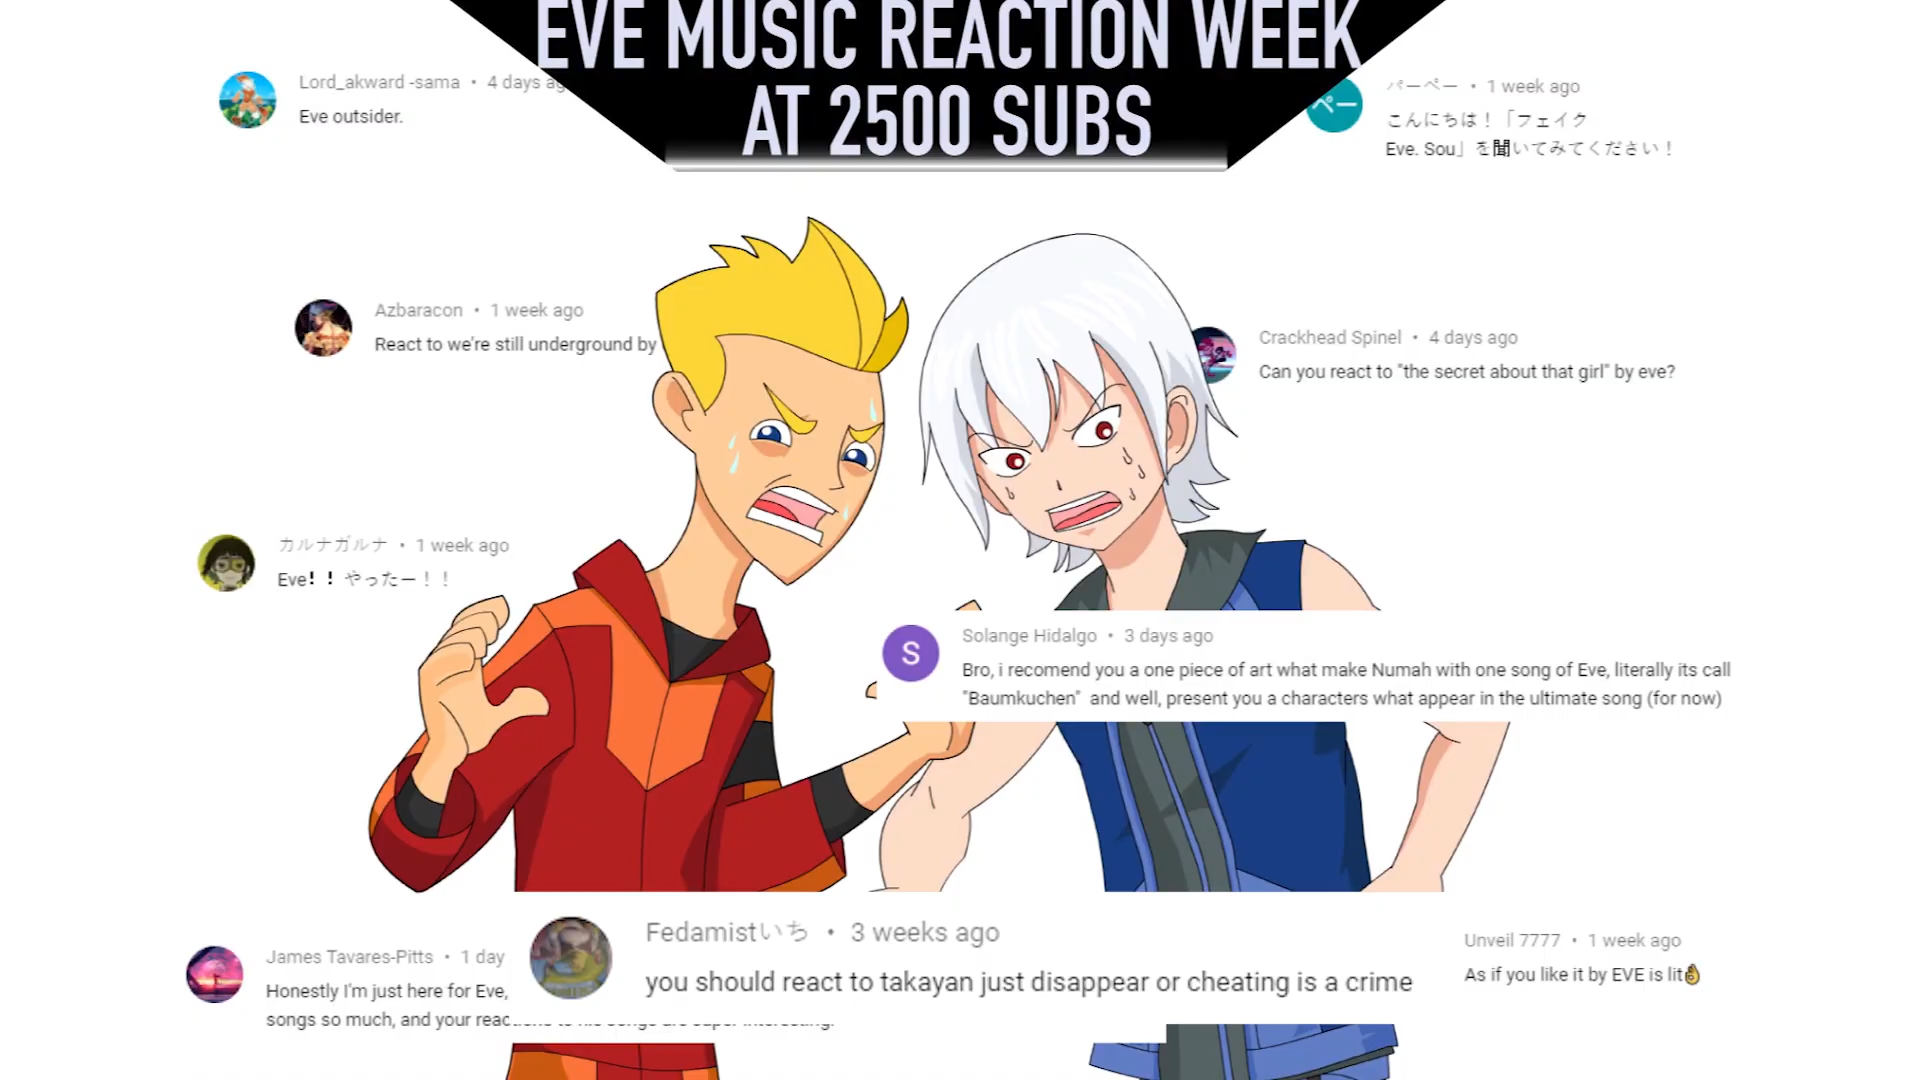 EVE MUSIC REACTION WEEK
AT 2500 SUBS
Lord_akward -sama • 4 days ag
Eve outsider.
パーペー • 1 week ago
こんにちは！「フェイク
Eve. Sou」を聞いてみてください！
ペー
Azbaracon • 1 week ago
React to we're still underground by
Crackhead Spinel • 4 days ago
Can you react to "the secret about that girl" by eve?
カルナガルナ • 1 week ago
Eve！！やったー！！
S
Solange Hidalgo • 3 days ago
Bro, i recomend you a one piece of art what make Numah with one song of Eve, literally its call
"Baumkuchen" and well, present you a characters what appear in the ultimate song (for now)
James Tavares-Pitts • 1 day
Honestly I'm just here for Eve,
songs so much, and your reactions to his songs are super interesting.
Fedamistいち • 3 weeks ago
you should react to takayan just disappear or cheating is a crime
Unveil 7777 • 1 week ago
As if you like it by EVE is lit👌